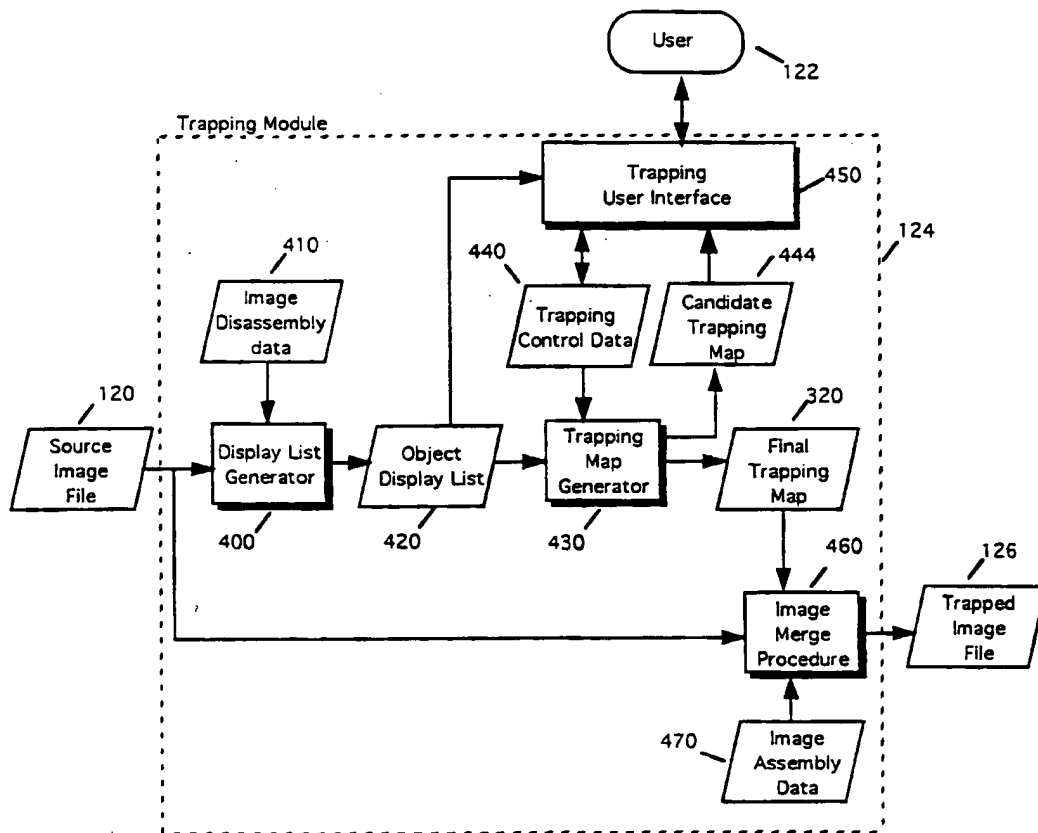 User
122
Trapping Module
Trapping
User Interface
450
124
410
440
444
Image
Disassembly
data
Trapping
Control Data
Candidate
Trapping
Map
120
320
Source
Image
File
Display List
Generator
Object
Display List
Trapping
Map
Generator
Final
Trapping
Map
400
420
430
460
126
Image
Merge
Procedure
Trapped
Image
File
470
Image
Assembly
Data